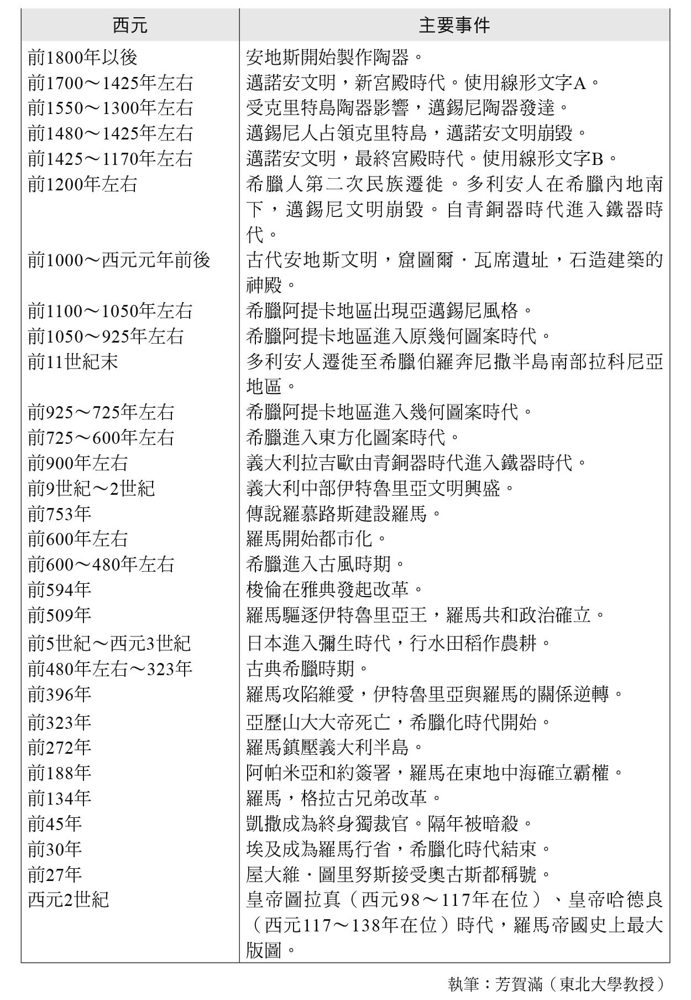 西元 主要事件
前1800年以後 安地斯開始製作陶器。
前1700～1425年左右 邁諾安文明，新宮殿時代。使用線形文字A。
前1550～1300年左右 受克里特島陶器影響，邁錫尼陶器發達。
前1480～1425年左右 邁錫尼人占領克里特島，邁諾安文明崩毀。
前1425～1170年左右 邁諾安文明，最終宮殿時代。使用線形文字B。
前1200年左右 希臘人第二次民族遷徙。多利安人在希臘內地南
下，邁錫尼文明崩毀。自青銅器時代進入鐵器時
代。
前1000～西元元年前後 古代安地斯文明，窟圖爾．瓦席遺址，石造建築的
神殿。
前1100～1050年左右 希臘阿提卡地區出現亞邁錫尼風格。
前1050～925年左右 希臘阿提卡地區進入原幾何圖案時代。
前11世紀末 多利安人遷徙至希臘伯羅奔尼撒半島南部拉科尼亞
地區。
前925～725年左右 希臘阿提卡地區進入幾何圖案時代。
前725～600年左右 希臘進入東方化圖案時代。
前900年左右 義大利拉吉歐由青銅器時代進入鐵器時代。
前9世紀～2世紀 義大利中部伊特魯里亞文明興盛。
前753年 傳說羅慕路斯建設羅馬。
前600年左右 羅馬開始都市化。
前600～480年左右 希臘進入古風時期。
前594年 梭倫在雅典發起改革。
前509年 羅馬驅逐伊特魯里亞王，羅馬共和政治確立。
前5世紀～西元3世紀 日本進入彌生時代，行水田稻作農耕。
前480年左右～323年 古典希臘時期。
前396年 羅馬攻陷維愛，伊特魯里亞與羅馬的關係逆轉。
前323年 亞歷山大大帝死亡，希臘化時代開始。
前272年 羅馬鎮壓義大利半島。
前188年 阿帕米亞和約簽署，羅馬在東地中海確立霸權。
前134年 羅馬，格拉古兄弟改革。
前45年 凱撒成為終身獨裁官。隔年被暗殺。
前30年 埃及成為羅馬行省，希臘化時代結束。
前27年 屋大維．圖里努斯接受奧古斯都稱號。
西元2世紀 皇帝圖拉真（西元98～117年在位）、皇帝哈德良
（西元117～138年在位）時代，羅馬帝國史上最大
版圖。
執筆：芳賀滿（東北大學教授）